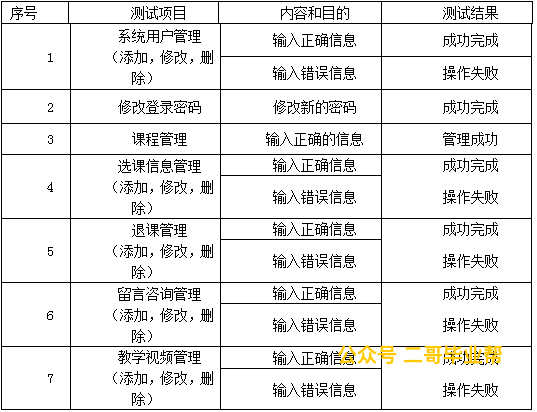 序号 测试项目 内容和目的 测试结果
1 系统用户管理（添加，修改，删除） 输入正确信息 成功完成
输入错误信息 操作失败
2 修改登录密码 修改新的密码 成功完成
3 课程管理 输入正确的信息 管理成功
4 选课信息管理（添加，修改，删除） 输入正确信息 成功完成
输入错误信息 操作失败
5 退课管理（添加，修改，删除） 输入正确信息 成功完成
输入错误信息 操作失败
6 留言咨询管理（添加，修改，删除） 输入正确信息 成功完成
输入错误信息 操作失败
7 教学视频管理（添加，修改，删除） 输入正确信息 成功完成
公众号 二哥毕业帮
输入错误信息 操作失败